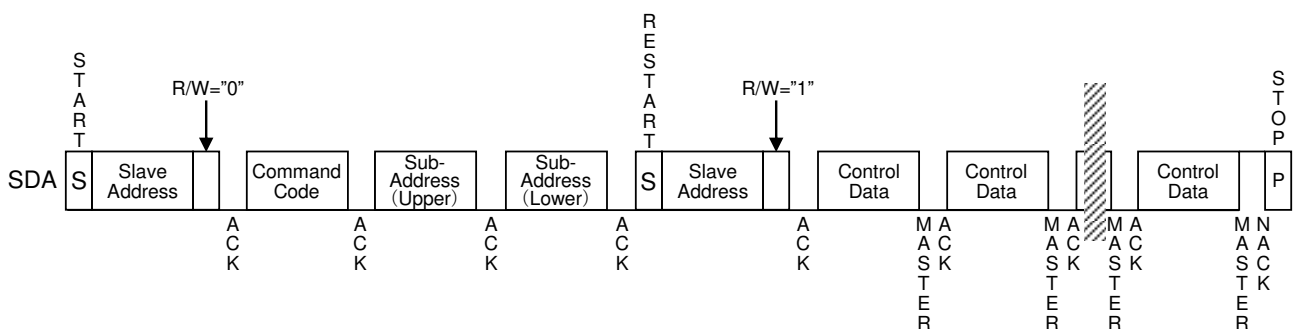 START
R/W="0"
RESTART
R/W="1"
STOP
SDA
S
Slave
Address
Command
Code
Sub-
Address
(Upper)
Sub-
Address
(Lower)
S
Slave
Address
Control
Data
Control
Data
Control
Data
P
ACK
ACK
ACK
ACK
ACK
MASTER
ACK
MASTER
ACK
MASTER
ACK
MASTER
NACK